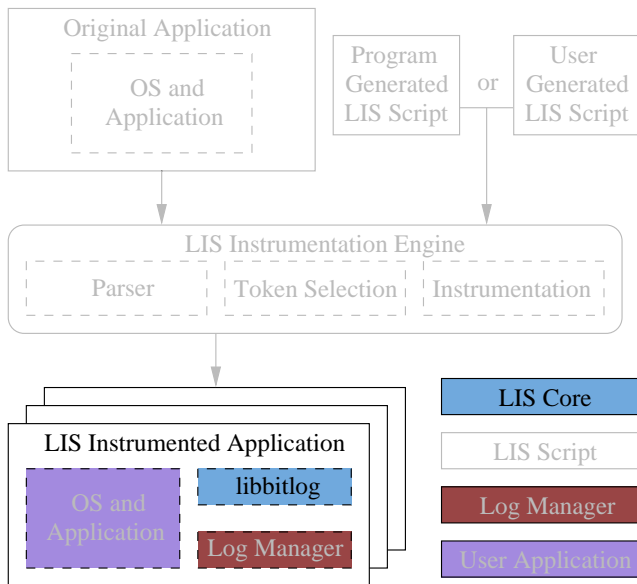 Original Application
OS and
Application
Program
Generated
LIS Script
or
User
Generated
LIS Script
LIS Instrumentation Engine
Parser
Token Selection
Instrumentation
LIS Instrumented Application
OS and
Application
libbitlog
Log Manager
LIS Core
LIS Script
Log Manager
User Application